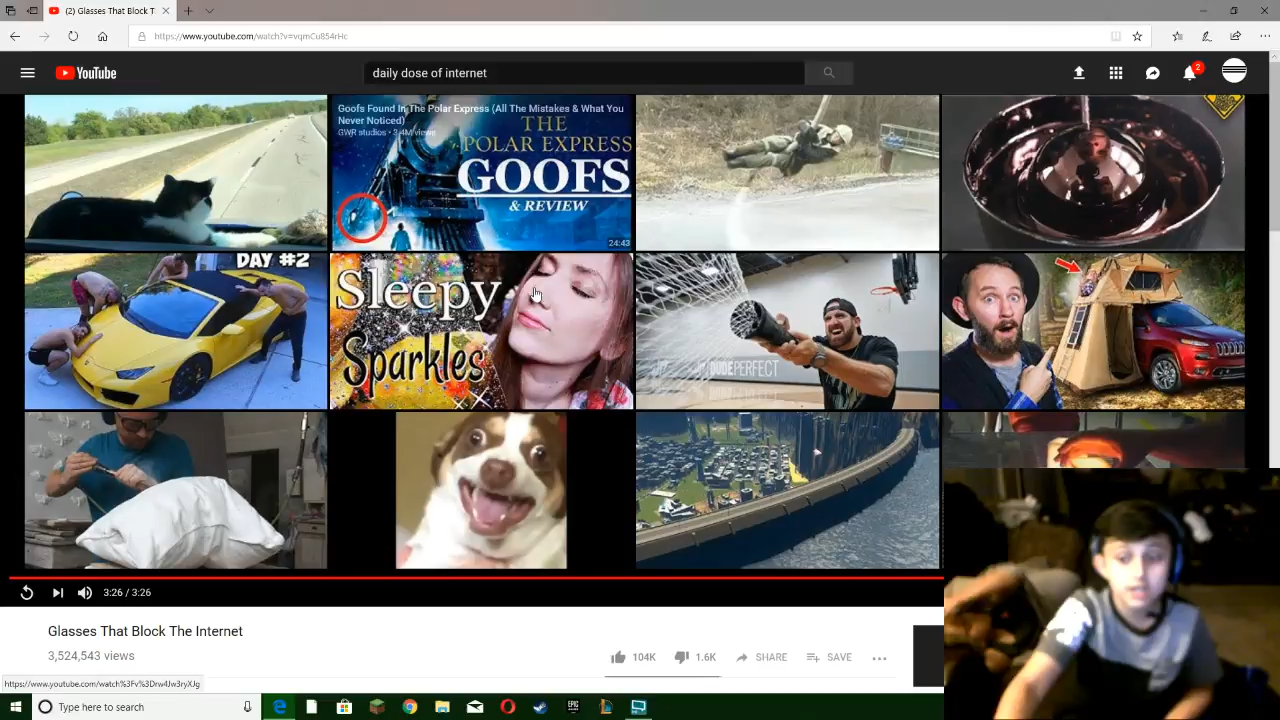 (2) Glasses That Block T
https://www.youtube.com/watch?v=vqmCu854rHc
YouTube
daily dose of internet
2
Goofs Found In The Polar Express (All The Mistakes & What You
Never Noticed)
GWR studios • 3.4M views
THE
POLAR EXPRESS
GOOFS
& REVIEW
24:43
DAY #2
Sleepy
Sparkles
DUDEPERFECT
3:26 / 3:26
Glasses That Block The Internet
3,524,543 views
104K
1.6K
SHARE
SAVE
https://www.youtube.com/watch%3Fv%3Drw4Jw3ryXJg
Type here to search
EPIC